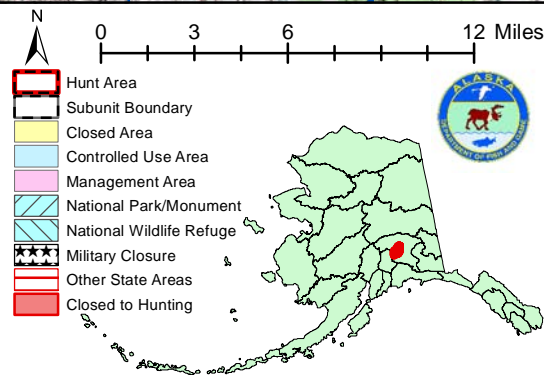 N
0 3 6 12 Miles
Hunt Area
Subunit Boundary
Closed Area
Controlled Use Area
Management Area
National Park/Monument
National Wildlife Refuge
Military Closure
Other State Areas
Closed to Hunting
ALASKA
DEPARTMENT OF FISH AND GAME